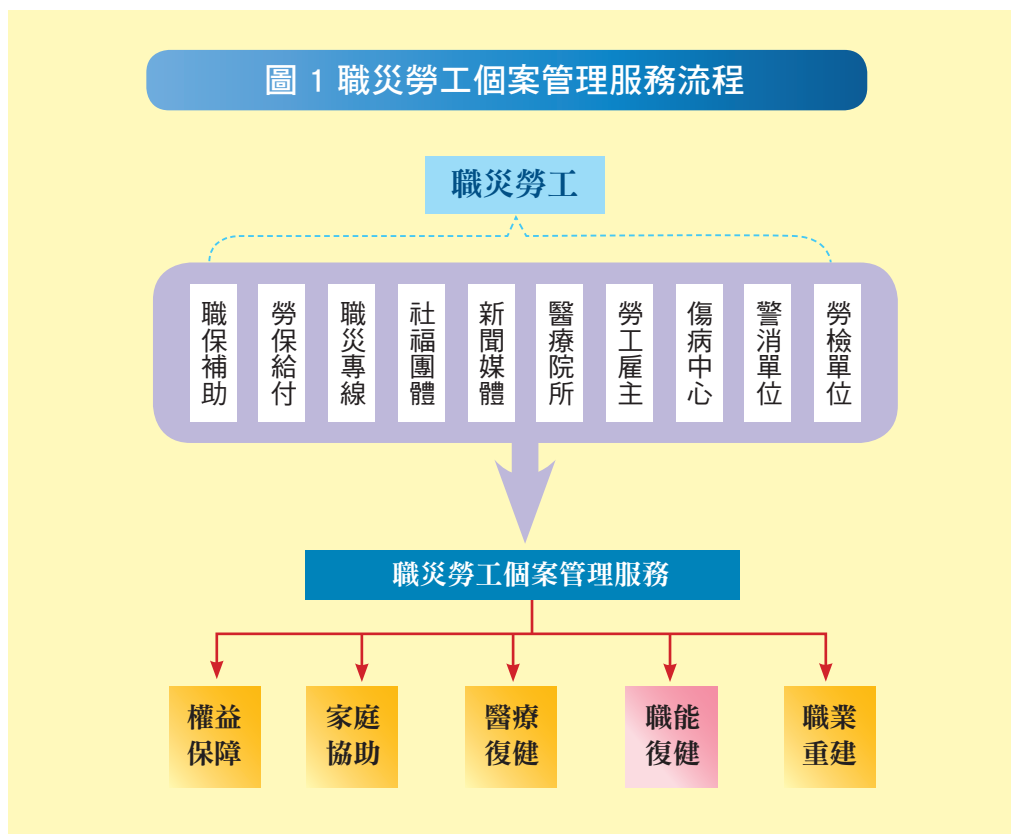 圖 1 職災勞工個案管理服務流程
職災勞工
職保補助
勞保給付
職災專線
社福團體
新聞媒體
醫療院所
勞工雇主
傷病中心
警消單位
勞檢單位
職災勞工個案管理服務
權益
保障
家庭
協助
醫療
復健
職能
復健
職業
重建